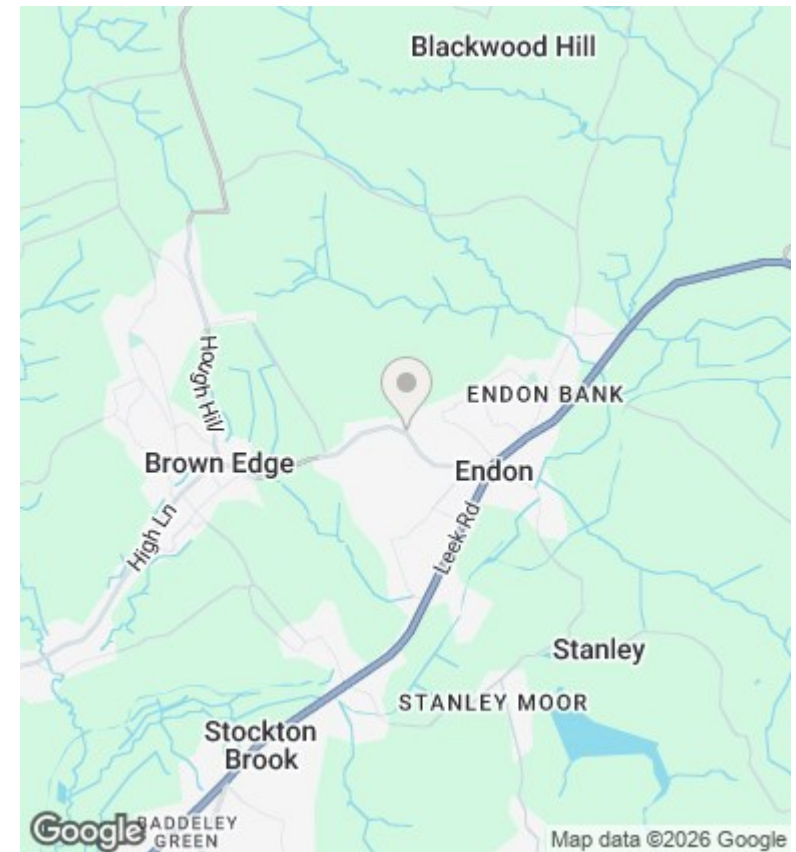 Blackwood Hill
Hough Hill
ENDON BANK
Brown Edge
Endon
High Ln
Leek Rd
Stanley
STANLEY MOOR
Stockton
Brook
BADDELEY
GREEN
Google
Map data ©2026 Google